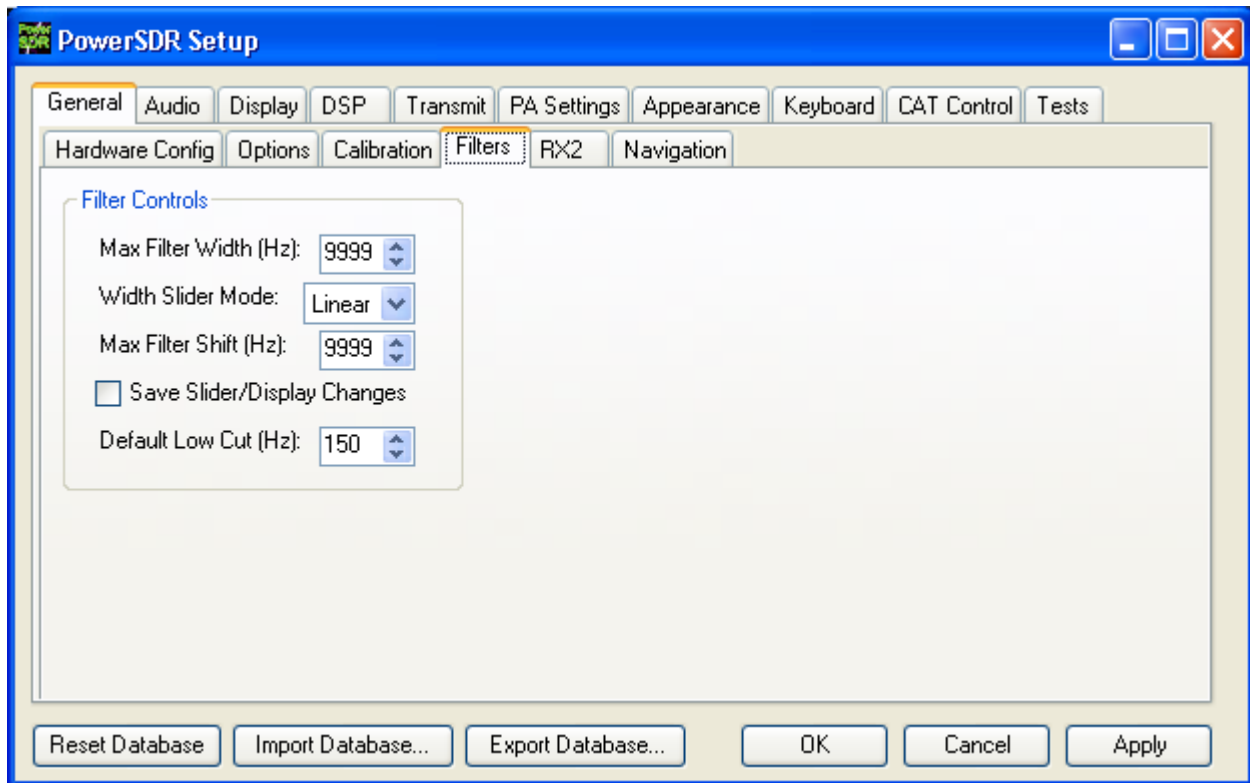 PowerSDR Setup
General Audio Display DSP Transmit PA Settings Appearance Keyboard CAT Control Tests
Hardware Config Options Calibration Filters RX2 Navigation
Filter Controls
Max Filter Width (Hz): 9999
Width Slider Mode: Linear
Max Filter Shift (Hz): 9999
Save Slider/Display Changes
Default Low Cut (Hz): 150
Reset Database Import Database... Export Database... OK Cancel Apply